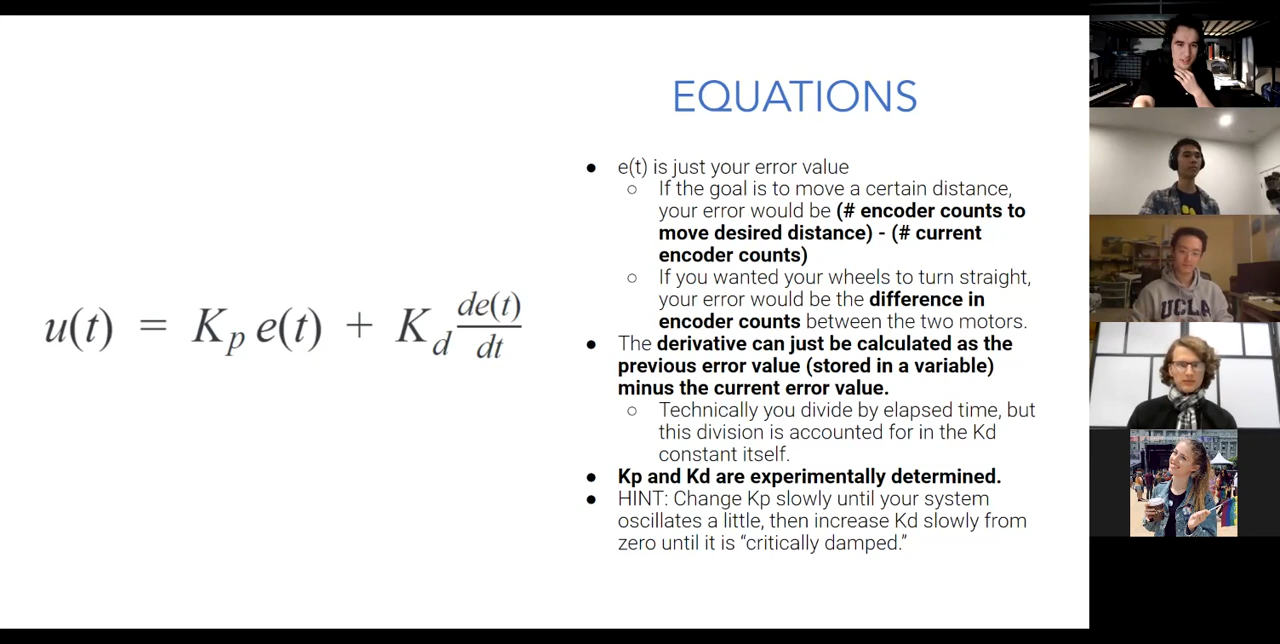 EQUATIONS
u(t) = K_p e(t) + K_d de(t)/dt
● e(t) is just your error value
○ If the goal is to move a certain distance,
your error would be (# encoder counts to
move desired distance) - (# current
encoder counts)
○ If you wanted your wheels to turn straight,
your error would be the difference in
encoder counts between the two motors.
● The derivative can just be calculated as the
previous error value (stored in a variable)
minus the current error value.
○ Technically you divide by elapsed time, but
this division is accounted for in the Kd
constant itself.
● Kp and Kd are experimentally determined.
● HINT: Change Kp slowly until your system
oscillates a little, then increase Kd slowly from
zero until it is “critically damped.”
UCLA